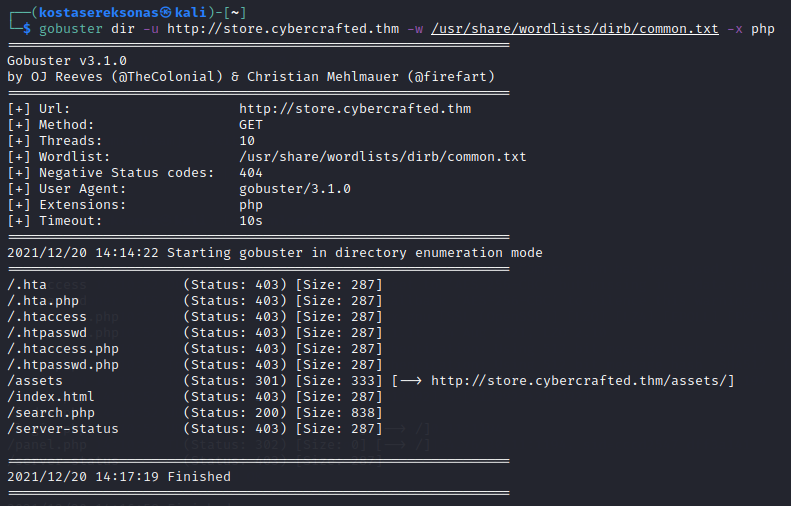 ┌──(kostasereksonas㉿kali)-[~]
└─$ gobuster dir -u http://store.cybercrafted.thm -w /usr/share/wordlists/dirb/common.txt -x php
===============================================================
Gobuster v3.1.0
by OJ Reeves (@TheColonial) & Christian Mehlmauer (@firefart)
===============================================================
[+] Url:                     http://store.cybercrafted.thm
[+] Method:                  GET
[+] Threads:                 10
[+] Wordlist:                /usr/share/wordlists/dirb/common.txt
[+] Negative Status codes:   404
[+] User Agent:              gobuster/3.1.0
[+] Extensions:              php
[+] Timeout:                 10s
===============================================================
2021/12/20 14:14:22 Starting gobuster in directory enumeration mode
===============================================================
/.hta                 (Status: 403) [Size: 287]
/.hta.php             (Status: 403) [Size: 287]
/.htaccess            (Status: 403) [Size: 287]
/.htpasswd            (Status: 403) [Size: 287]
/.htaccess.php        (Status: 403) [Size: 287]
/.htpasswd.php        (Status: 403) [Size: 287]
/assets               (Status: 301) [Size: 333] [--> http://store.cybercrafted.thm/assets/]
/index.html           (Status: 403) [Size: 287]
/search.php           (Status: 200) [Size: 838]
/server-status        (Status: 403) [Size: 287]
/panel.php            (Status: 302) [Size: 0] [--> /]
===============================================================
2021/12/20 14:17:19 Finished
===============================================================